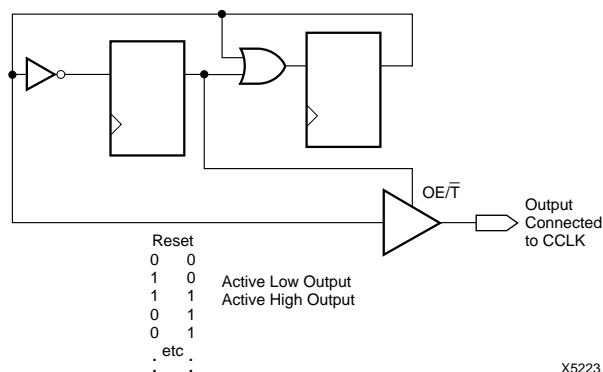 OE/T̅
Output
Connected
to CCLK
Reset
0 0
1 0
1 1
0 0
0 1
etc
. .
. .
Active Low Output
Active High Output
X5223